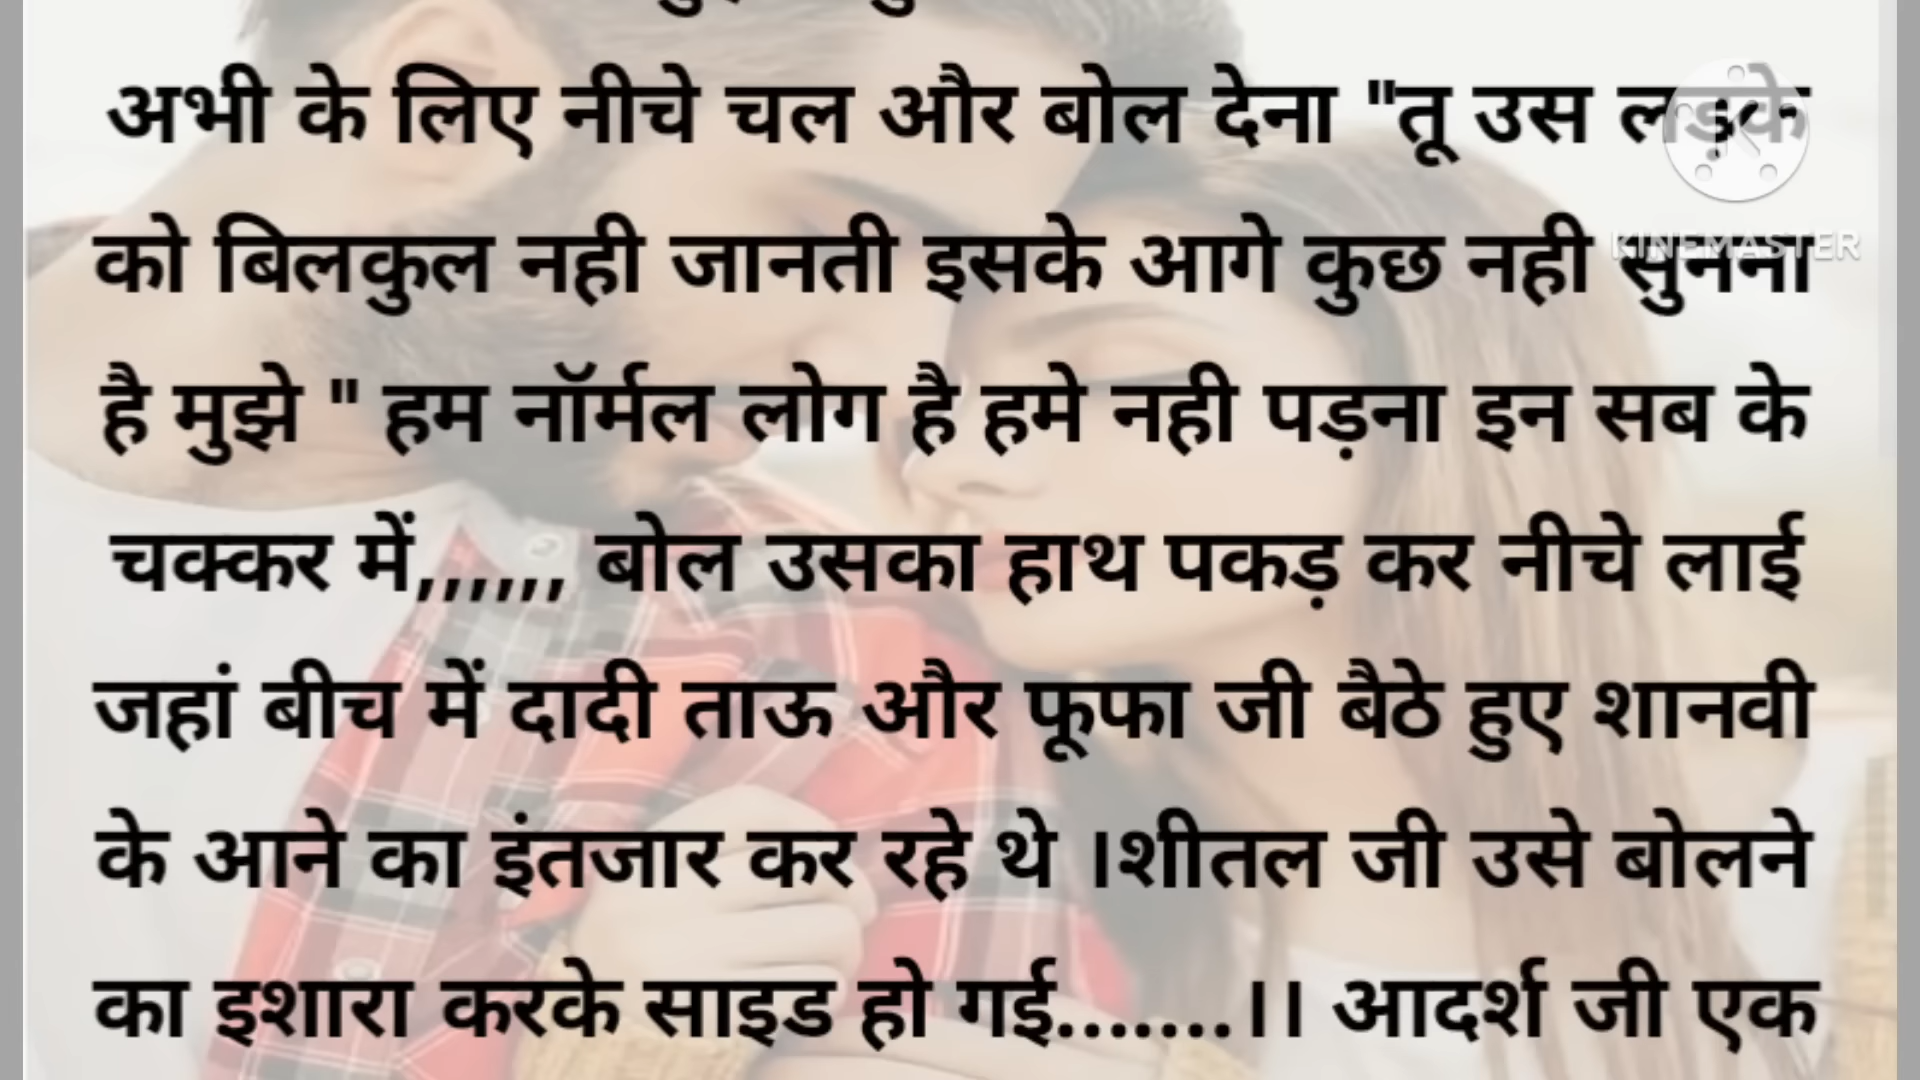 अभी के लिए नीचे चल और बोल देना "तू उस लड़के
को बिलकुल नही जानती इसके आगे कुछ नही सुनना
KINEMASTER
है मुझे " हम नॉर्मल लोग है हमे नही पड़ना इन सब के
चक्कर में,,,,,, बोल उसका हाथ पकड़ कर नीचे लाई
जहां बीच में दादी ताऊ और फूफा जी बैठे हुए शानवी
के आने का इंतजार कर रहे थे ।शीतल जी उसे बोलने
का इशारा करके साइड हो गई.......।। आदर्श जी एक